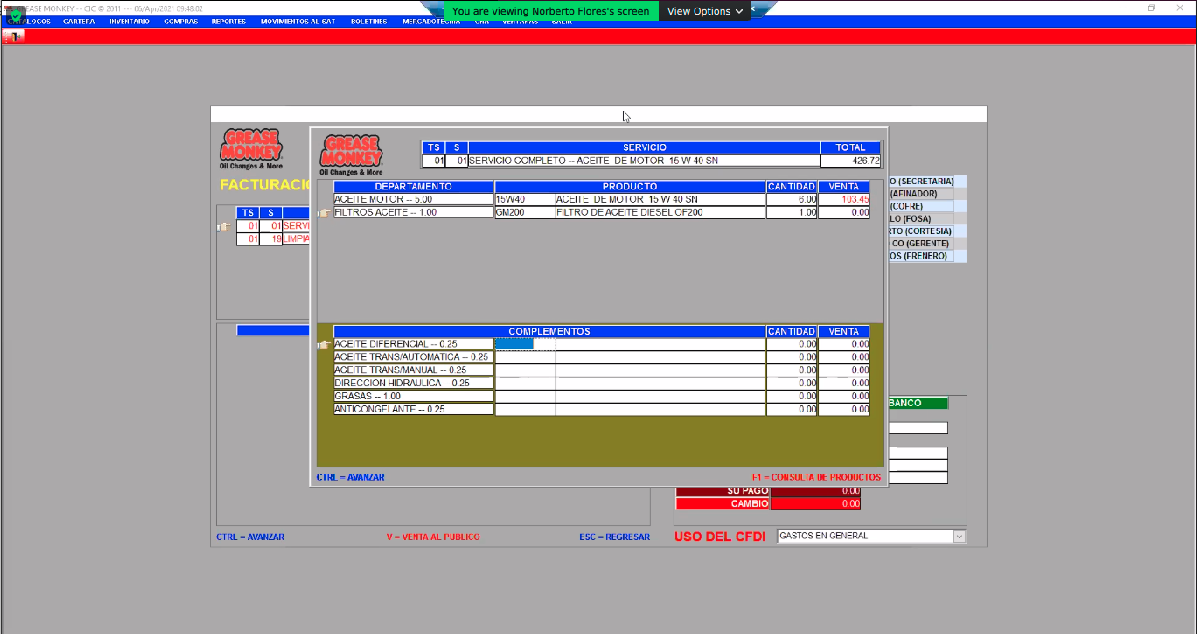 GREASE MONKEY -- CIC © 2011 --- 05/Apr/2021 09:48:02
You are viewing Norberto Flores's screen View Options
CARTERA INVENTARIO COMPRAS REPORTES MOVIMIENTOS AL SAT BOLETINES
GREASE MONKEY
Oil Changes & More
GREASE MONKEY
Oil Changes & More
TS S SERVICIO TOTAL
01 01 SERVICIO COMPLETO -- ACEITE DE MOTOR 15 W 40 SN 426.72
FACTURACI
DEPARTAMENTO PRODUCTO CANTIDAD VENTA
ACEITE MOTOR -- 5.00 15W40 ACEITE DE MOTOR 15 W 40 SN 6.00 103.45
FILTROS ACEITE -- 1.00 GM200 FILTRO DE ACEITE DIESEL CF200 1.00 0.00
TS S
01 01 SERVI
01 19 LIMPIA
O (SECRETARIA)
(AFINADOR)
(COFRE)
LO (FOSA)
RTO (CORTESIA)
CO (GERENTE)
OS (FRENERO)
COMPLEMENTOS CANTIDAD VENTA
ACEITE DIFERENCIAL -- 0.25 0.00 0.00
ACEITE TRANS/AUTOMATICA -- 0.25 0.00 0.00
ACEITE TRANS/MANUAL -- 0.25 0.00 0.00
DIRECCION HIDRAULICA -- 0.25 0.00 0.00
GRASAS -- 1.00 0.00 0.00
ANTICONGELANTE -- 0.25 0.00 0.00
BANCO
CTRL = AVANZAR F1 = CONSULTA DE PRODUCTOS
SU PAGO 0.00
CAMBIO 0.00
CTRL = AVANZAR V = VENTA AL PUBLICO ESC = REGRESAR USO DEL CFDI GASTOS EN GENERAL